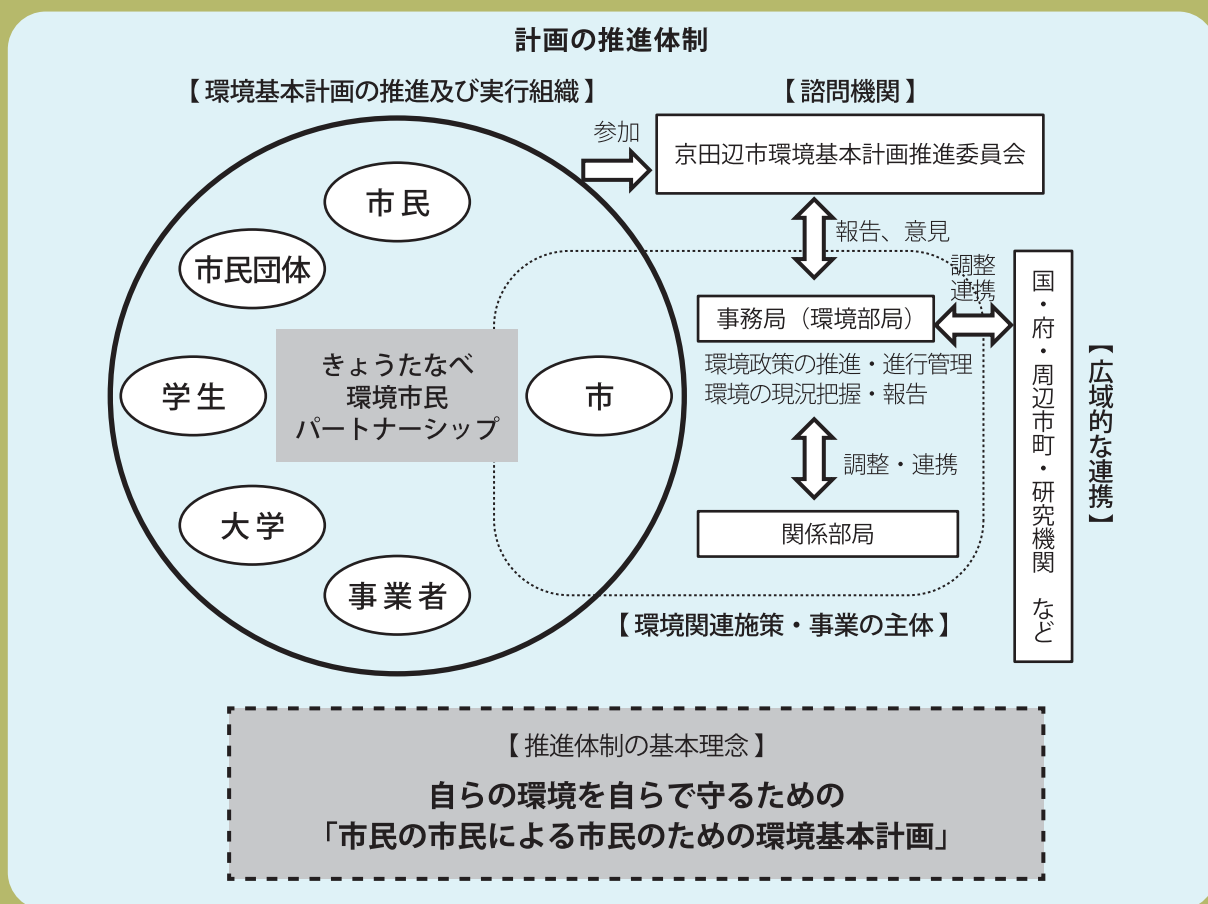 計画の推進体制
【環境基本計画の推進及び実行組織】
【諮問機関】
参加
京田辺市環境基本計画推進委員会
市民
市民団体
学生
大学
事業者
市
きょうたなべ
環境市民
パートナーシップ
報告、意見
事務局（環境部局）
環境政策の推進・進行管理
環境の現況把握・報告
調整
連携
調整・連携
関係部局
【環境関連施策・事業の主体】
国・府・周辺市町・研究機関　など
【広域的な連携】
【推進体制の基本理念】
自らの環境を自らで守るための
「市民の市民による市民のための環境基本計画」